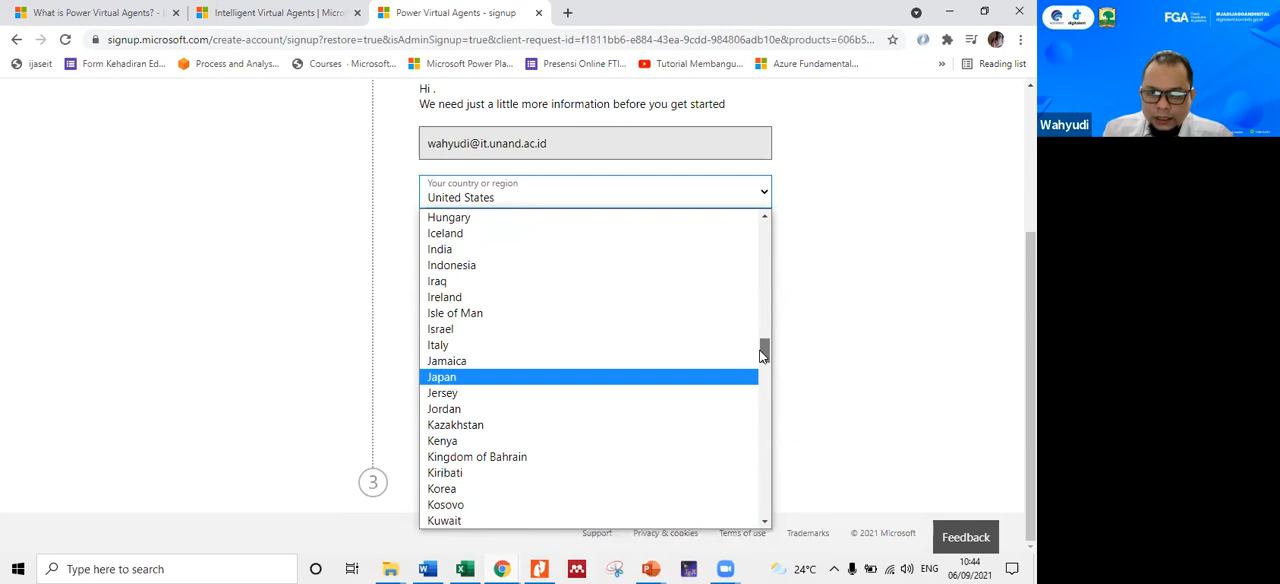 What is Power Virtual Agents? -
Intelligent Virtual Agents | Micro
Power Virtual Agents - signup
signup.microsoft.com/create-account/signup?restore=true&isAdminSignup=true&client-request-id=f1811bb6-e884-43ea-9cdd-984806adb10e&products=606b5...
ijaseit
Form Kehadiran Ed...
Process and Analys...
Courses - Microsoft...
Microsoft Power Pla...
Presensi Online FTI...
Tutorial Membangu...
Azure Fundamental...
»
Reading list
FGA
#JADIJAGOANDIGITAL
Wahyudi
Hi .
We need just a little more information before you get started
wahyudi@it.unand.ac.id
Your country or region
United States
Hungary
Iceland
India
Indonesia
Iraq
Ireland
Isle of Man
Israel
Italy
Jamaica
Japan
Jersey
Jordan
Kazakhstan
Kenya
Kingdom of Bahrain
Kiribati
Korea
Kosovo
Kuwait
3
Support
Privacy & cookies
Terms of use
Trademarks
© 2021 Microsoft
Feedback
Type here to search
24°C
ENG
10:44
06/09/2021